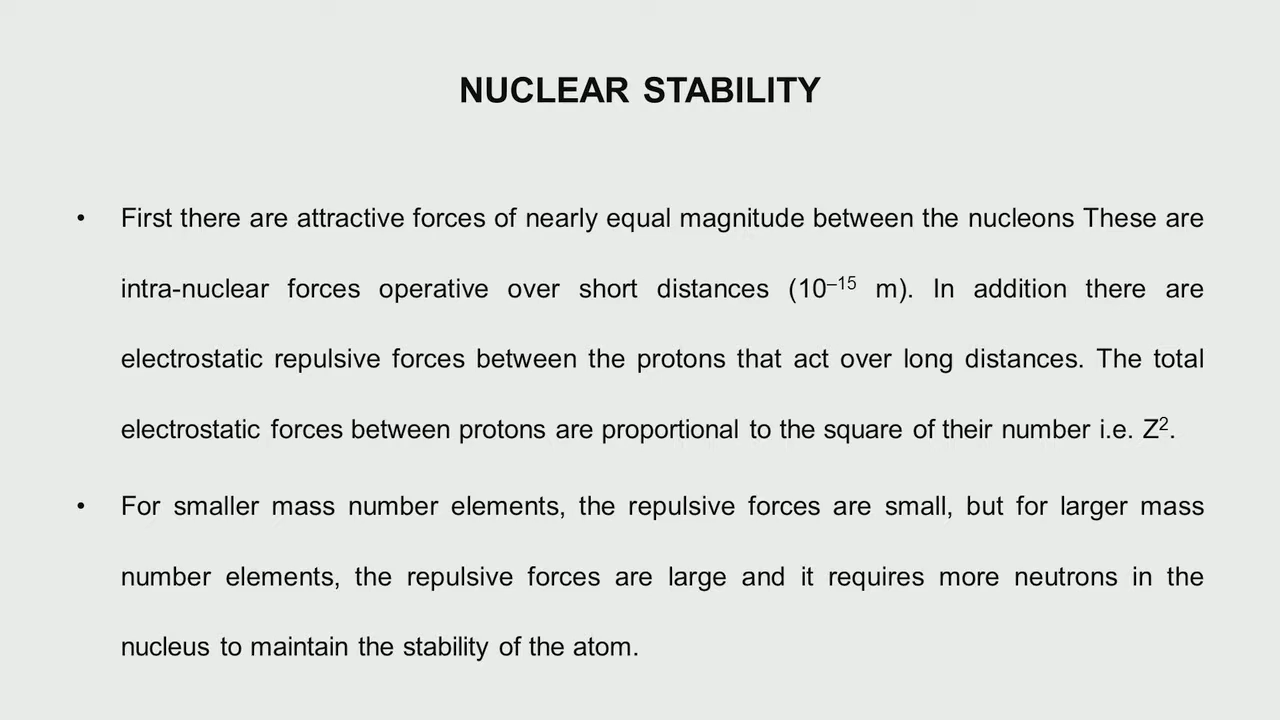 NUCLEAR STABILITY
• First there are attractive forces of nearly equal magnitude between the nucleons These are
intra-nuclear forces operative over short distances (10⁻¹⁵ m). In addition there are
electrostatic repulsive forces between the protons that act over long distances. The total
electrostatic forces between protons are proportional to the square of their number i.e. Z².
• For smaller mass number elements, the repulsive forces are small, but for larger mass
number elements, the repulsive forces are large and it requires more neutrons in the
nucleus to maintain the stability of the atom.